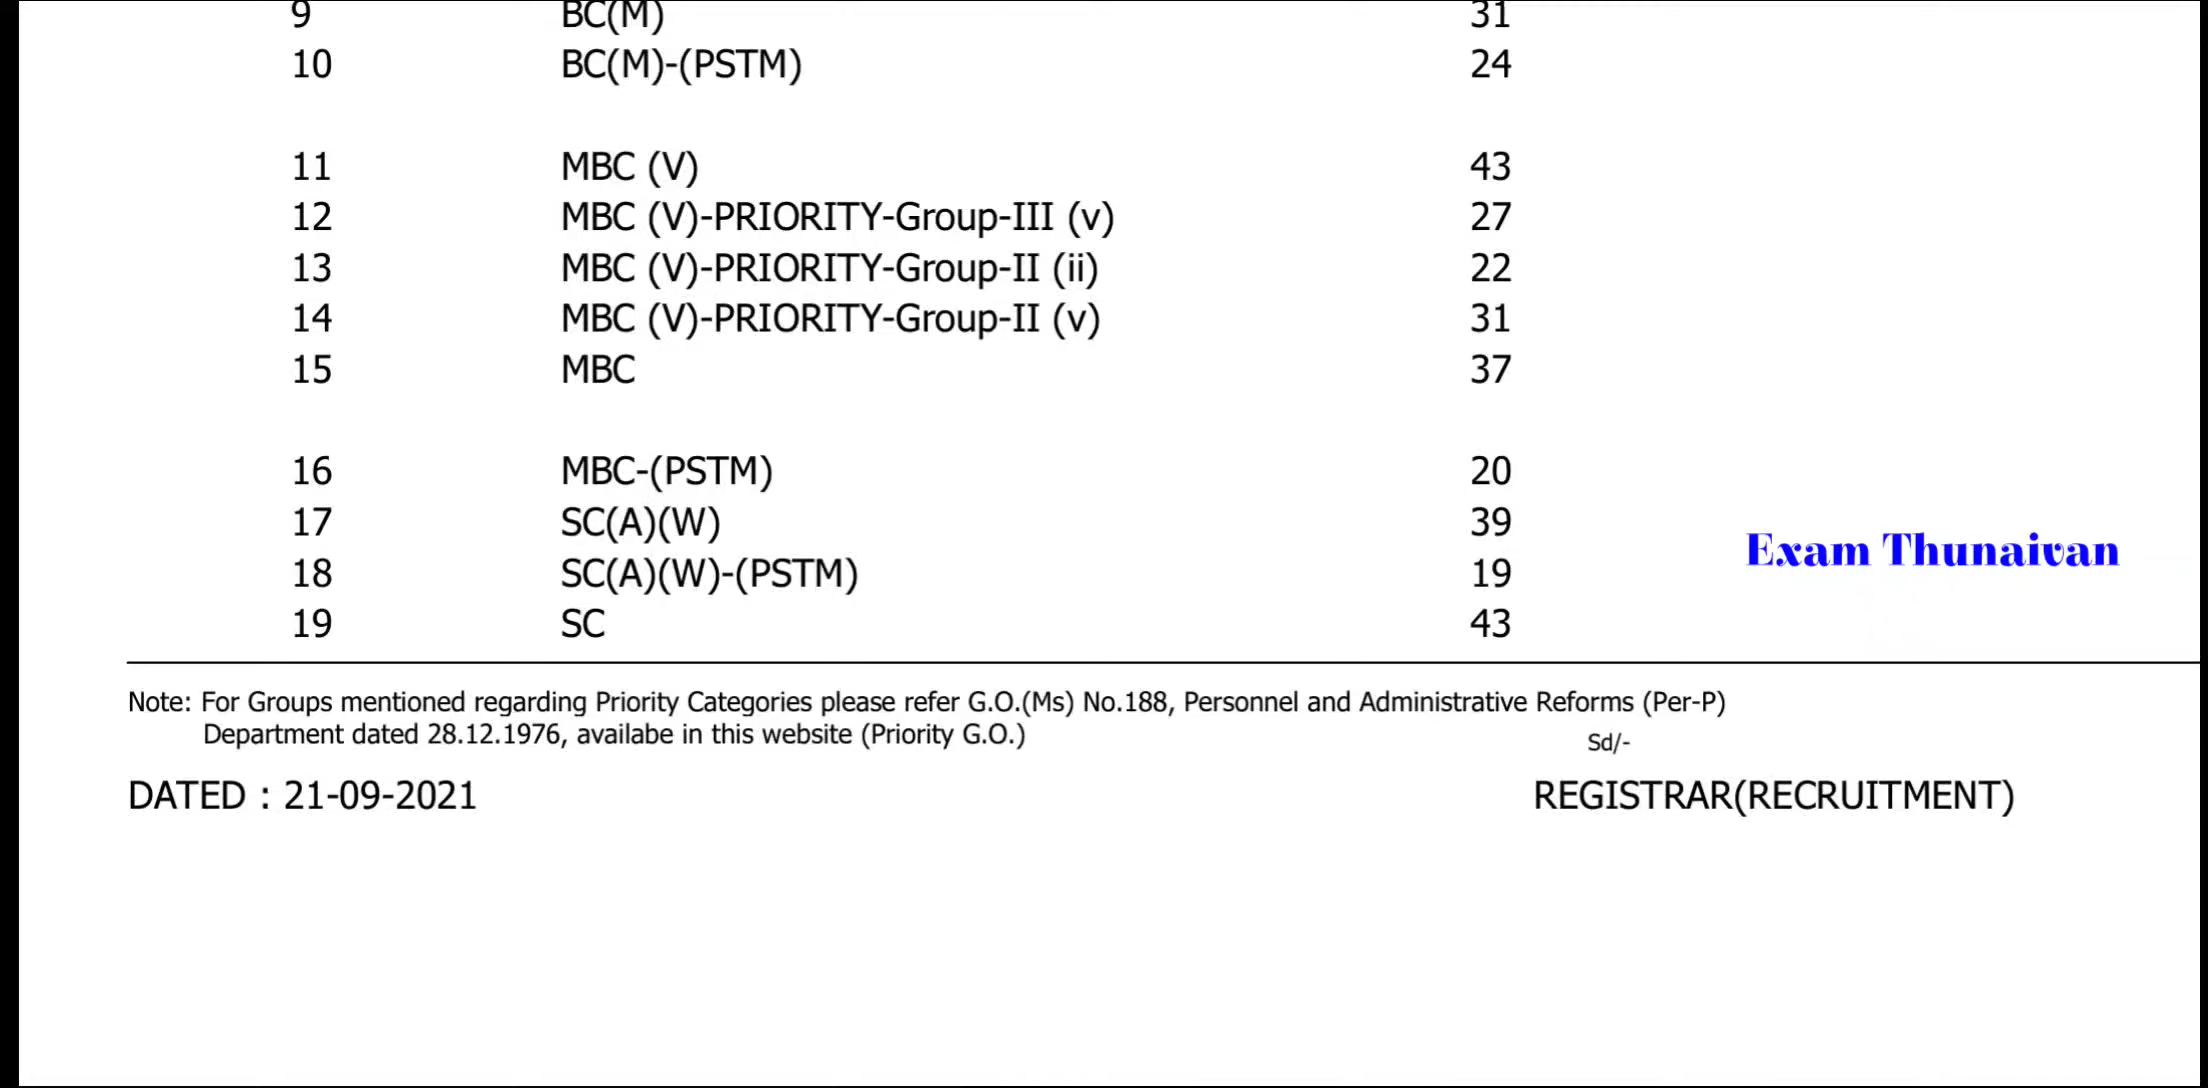 9 BC(M) 31
10 BC(M)-(PSTM) 24
11 MBC (V) 43
12 MBC (V)-PRIORITY-Group-III (v) 27
13 MBC (V)-PRIORITY-Group-II (ii) 22
14 MBC (V)-PRIORITY-Group-II (v) 31
15 MBC 37
16 MBC-(PSTM) 20
17 SC(A)(W) 39
Exam Thunaivan
18 SC(A)(W)-(PSTM) 19
19 SC 43
Note: For Groups mentioned regarding Priority Categories please refer G.O.(Ms) No.188, Personnel and Administrative Reforms (Per-P)
Department dated 28.12.1976, availabe in this website (Priority G.O.)
Sd/-
DATED : 21-09-2021 REGISTRAR(RECRUITMENT)